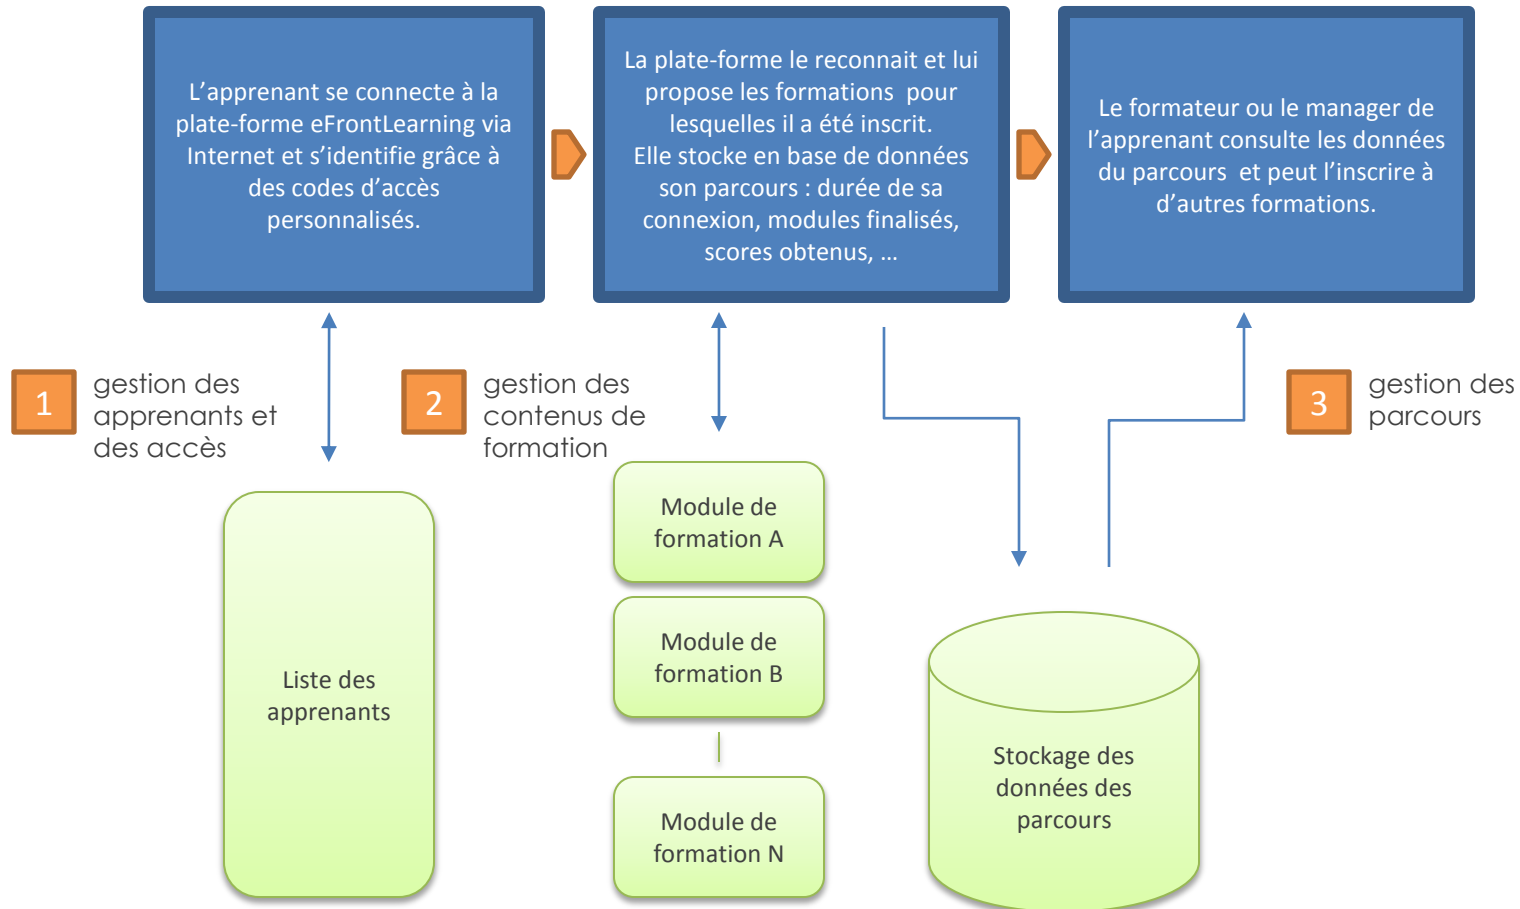 L’apprenant se connecte à la
plate-forme eFrontLearning via
Internet et s’identifie grâce à
des codes d’accès
personnalisés.
La plate-forme le reconnait et lui
propose les formations pour
lesquelles il a été inscrit.
Elle stocke en base de données
son parcours : durée de sa
connexion, modules finalisés,
scores obtenus, …
Le formateur ou le manager de
l’apprenant consulte les données
du parcours et peut l’inscrire à
d’autres formations.
1
gestion des
apprenants et
des accès
2
gestion des
contenus de
formation
3
gestion des
parcours
Liste des
apprenants
Module de
formation A
Module de
formation B
Module de
formation N
Stockage des
données des
parcours